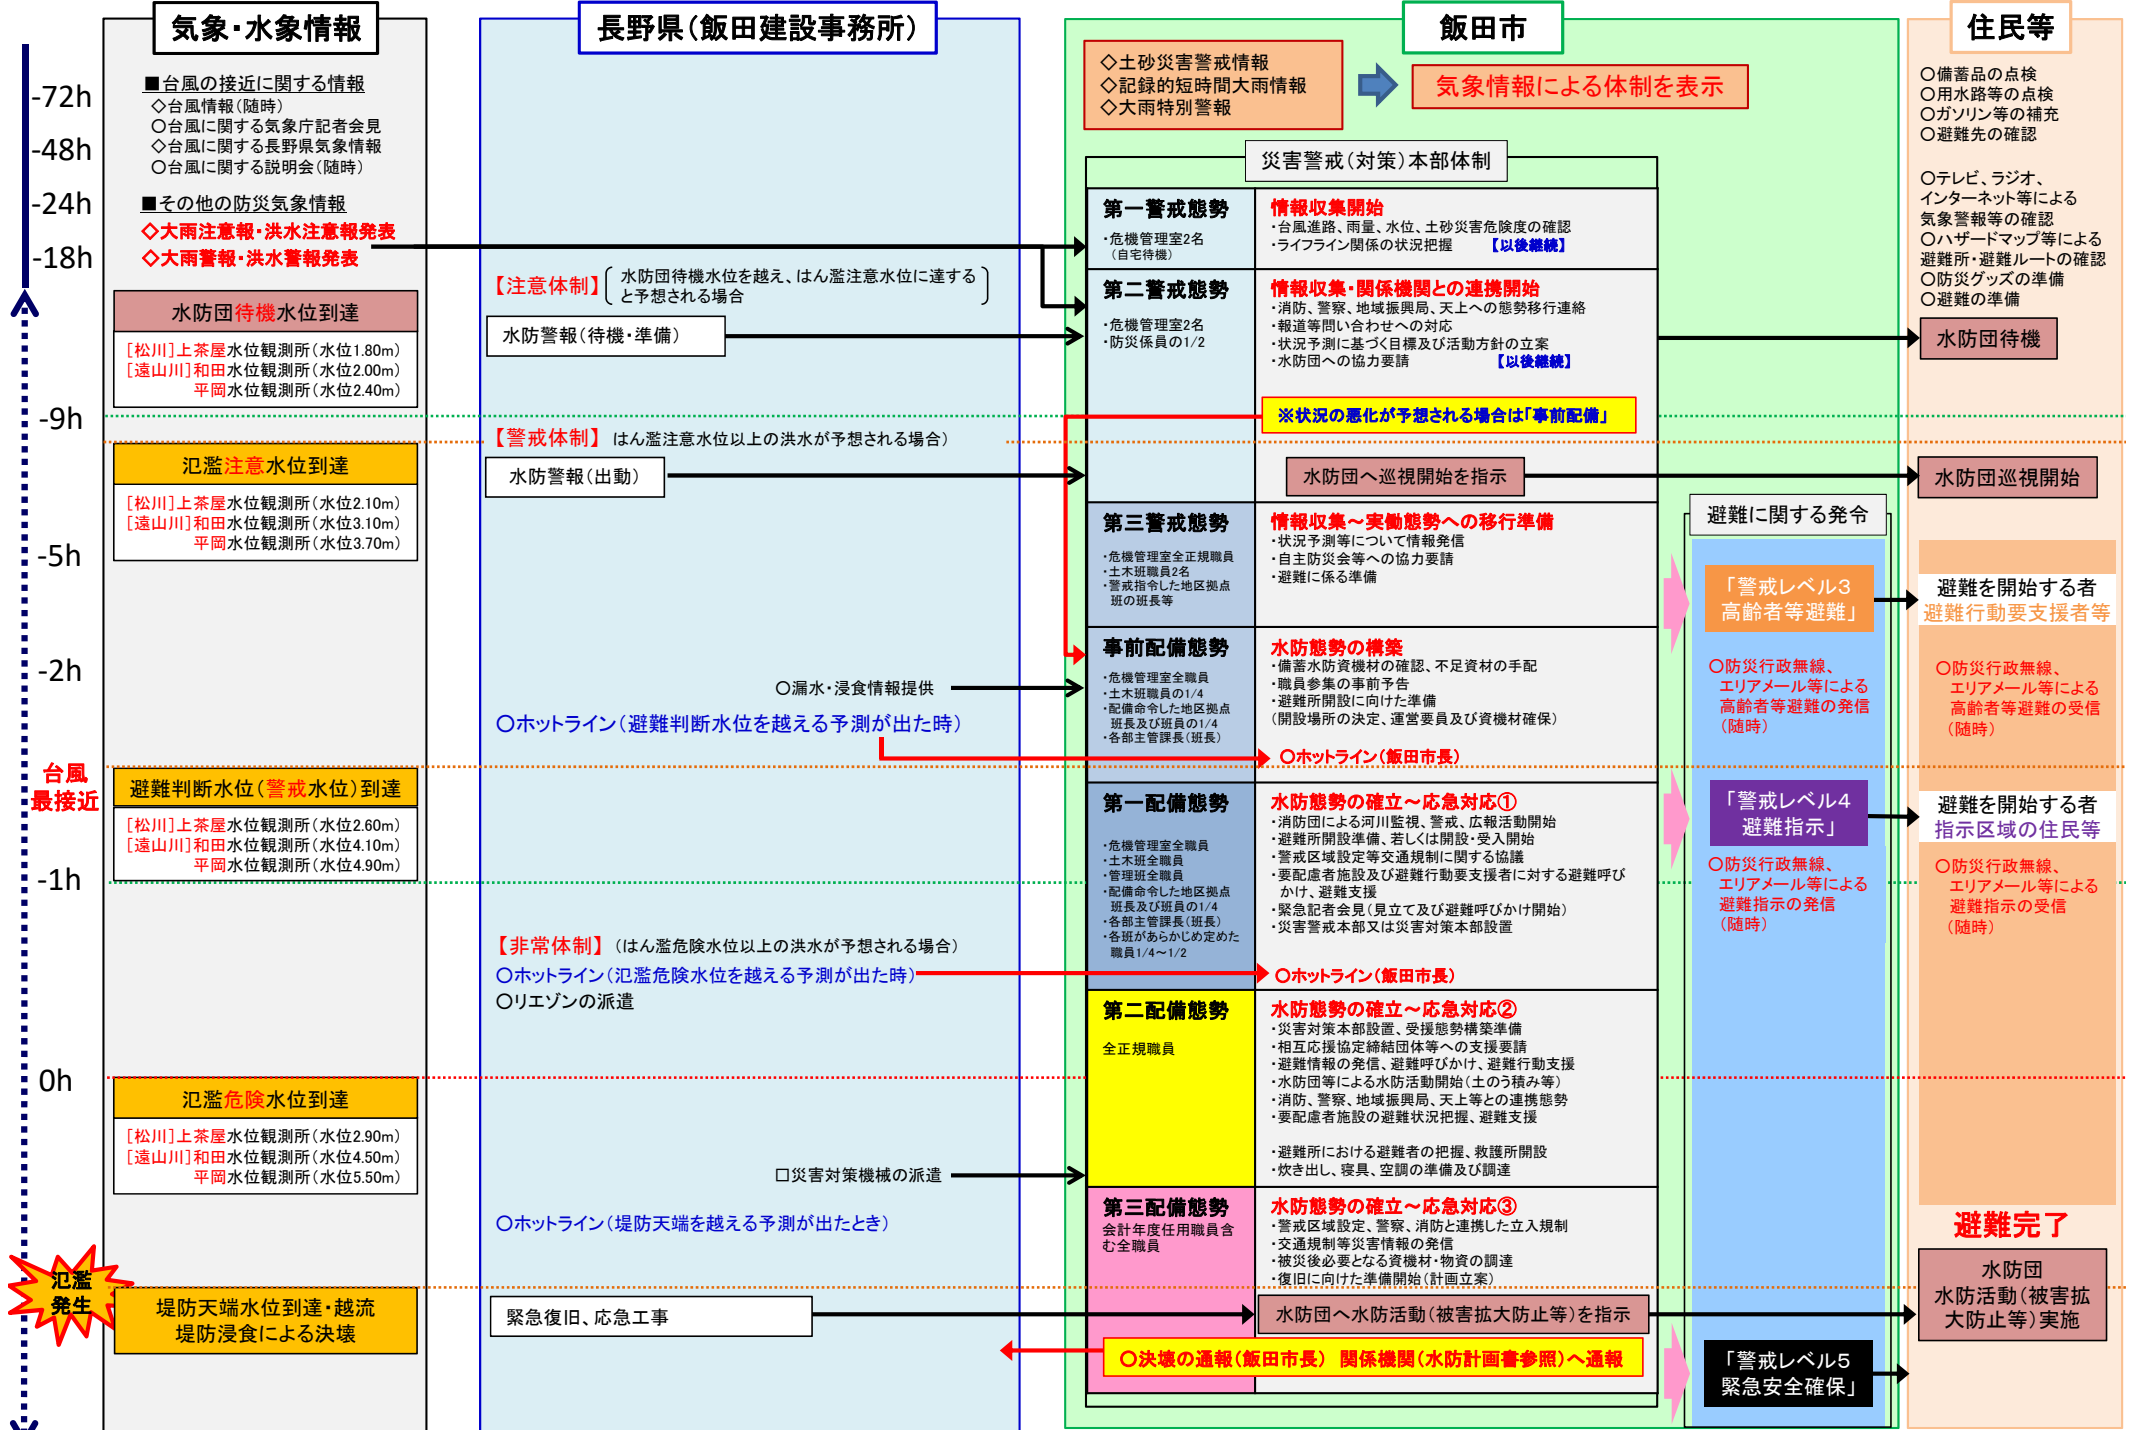 気象・水象情報
長野県（飯田建設事務所）
飯田市
住民等
-72h
-48h
-24h
-18h
-9h
-5h
-2h
台風
最接近
-1h
0h
氾濫
発生
■台風の接近に関する情報
◇台風情報（随時）
○台風に関する気象庁記者会見
◇台風に関する長野県気象情報
○台風に関する説明会（随時）
■その他の防災気象情報
◇大雨注意報・洪水注意報発表
◇大雨警報・洪水警報発表
水防団待機水位到達
［松川］上茶屋水位観測所（水位1.80m）
［遠山川］和田水位観測所（水位2.00m）
平岡水位観測所（水位2.40m）
氾濫注意水位到達
［松川］上茶屋水位観測所（水位2.10m）
［遠山川］和田水位観測所（水位3.10m）
平岡水位観測所（水位3.70m）
避難判断水位（警戒水位）到達
［松川］上茶屋水位観測所（水位2.60m）
［遠山川］和田水位観測所（水位4.10m）
平岡水位観測所（水位4.90m）
氾濫危険水位到達
［松川］上茶屋水位観測所（水位2.90m）
［遠山川］和田水位観測所（水位4.50m）
平岡水位観測所（水位5.50m）
堤防天端水位到達・越流
堤防浸食による決壊
【注意体制】
水防団待機水位を越え、はん濫注意水位に達する
と予想される場合
水防警報（待機・準備）
【警戒体制】 はん濫注意水位以上の洪水が予想される場合）
水防警報（出動）
○漏水・浸食情報提供
○ホットライン（避難判断水位を越える予測が出た時）
【非常体制】 （はん濫危険水位以上の洪水が予想される場合）
○ホットライン（氾濫危険水位を越える予測が出た時）
○リエゾンの派遣
□災害対策機械の派遣
○ホットライン（堤防天端を越える予測が出たとき）
緊急復旧、応急工事
◇土砂災害警戒情報
◇記録的短時間大雨情報
◇大雨特別警報
気象情報による体制を表示
災害警戒（対策）本部体制
第一警戒態勢
・危機管理室2名
（自宅待機）
情報収集開始
・台風進路、雨量、水位、土砂災害危険度の確認
・ライフライン関係の状況把握 【以後継続】
第二警戒態勢
・危機管理室2名
・防災係員の1/2
情報収集・関係機関との連携開始
・消防、警察、地域振興局、天上への態勢移行連絡
・報道等問い合わせへの対応
・状況予測に基づく目標及び活動方針の立案
・水防団への協力要請 【以後継続】
※状況の悪化が予想される場合は「事前配備」
水防団へ巡視開始を指示
第三警戒態勢
・危機管理室全正規職員
・土木班職員2名
・警戒指令した地区拠点
班の班長等
情報収集～実働態勢への移行準備
・状況予測等について情報発信
・自主防災会等への協力要請
・避難に係る準備
事前配備態勢
・危機管理室全職員
・土木班職員の1/4
・配備命令した地区拠点
班長及び班員の1/4
・各部主管課長（班長）
水防態勢の構築
・備蓄水防資機材の確認、不足資材の手配
・職員参集の事前予告
・避難所開設に向けた準備
（開設場所の決定、運営要員及び資機材確保）
○ホットライン（飯田市長）
第一配備態勢
・危機管理室全職員
・土木班全職員
・管理班全職員
・配備命令した地区拠点
班長及び班員の1/4
・各部主管課長（班長）
・各班があらかじめ定めた
職員1/4～1/2
水防態勢の確立～応急対応①
・消防団による河川監視、警戒、広報活動開始
・避難所開設準備、若しくは開設・受入開始
・警戒区域設定等交通規制に関する協議
・要配慮者施設及び避難行動要支援者に対する避難呼び
かけ、避難支援
・緊急記者会見（見立て及び避難呼びかけ開始）
・災害警戒本部又は災害対策本部設置
○ホットライン（飯田市長）
第二配備態勢
全正規職員
水防態勢の確立～応急対応②
・災害対策本部設置、受援態勢構築準備
・相互応援協定締結団体等への支援要請
・避難情報の発信、避難呼びかけ、避難行動支援
・水防団等による水防活動開始（土のう積み等）
・消防、警察、地域振興局、天上等との連携態勢
・要配慮者施設の避難状況把握、避難支援
・避難所における避難者の把握、救護所開設
・炊き出し、寝具、空調の準備及び調達
第三配備態勢
会計年度任用職員含
む全職員
水防態勢の確立～応急対応③
・警戒区域設定、警察、消防と連携した立入規制
・交通規制等災害情報の発信
・被災後必要となる資機材・物資の調達
・復旧に向けた準備開始（計画立案）
水防団へ水防活動（被害拡大防止等）を指示
○決壊の通報（飯田市長） 関係機関（水防計画書参照）へ通報
避難に関する発令
「警戒レベル３
高齢者等避難」
○防災行政無線、
エリアメール等による
高齢者等避難の発信
（随時）
「警戒レベル４
避難指示」
○防災行政無線、
エリアメール等による
避難指示の発信
（随時）
「警戒レベル５
緊急安全確保」
○備蓄品の点検
○用水路等の点検
○ガソリン等の補充
○避難先の確認
○テレビ、ラジオ、
インターネット等による
気象警報等の確認
○ハザードマップ等による
避難所・避難ルートの確認
○防災グッズの準備
○避難の準備
水防団待機
水防団巡視開始
避難を開始する者
避難行動要支援者等
○防災行政無線、
エリアメール等による
高齢者等避難の受信
（随時）
避難を開始する者
指示区域の住民等
○防災行政無線、
エリアメール等による
避難指示の受信
（随時）
避難完了
水防団
水防活動（被害拡
大防止等）実施